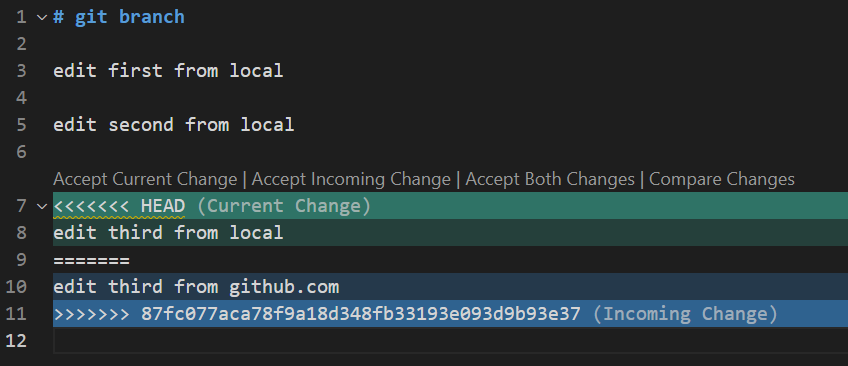 1 # git branch
2
3 edit first from local
4
5 edit second from local
6
Accept Current Change | Accept Incoming Change | Accept Both Changes | Compare Changes
7 <<<<<<< HEAD (Current Change)
8 edit third from local
9 =======
10 edit third from github.com
11 >>>>>>> 87fc077aca78f9a18d348fb33193e093d9b93e37 (Incoming Change)
12